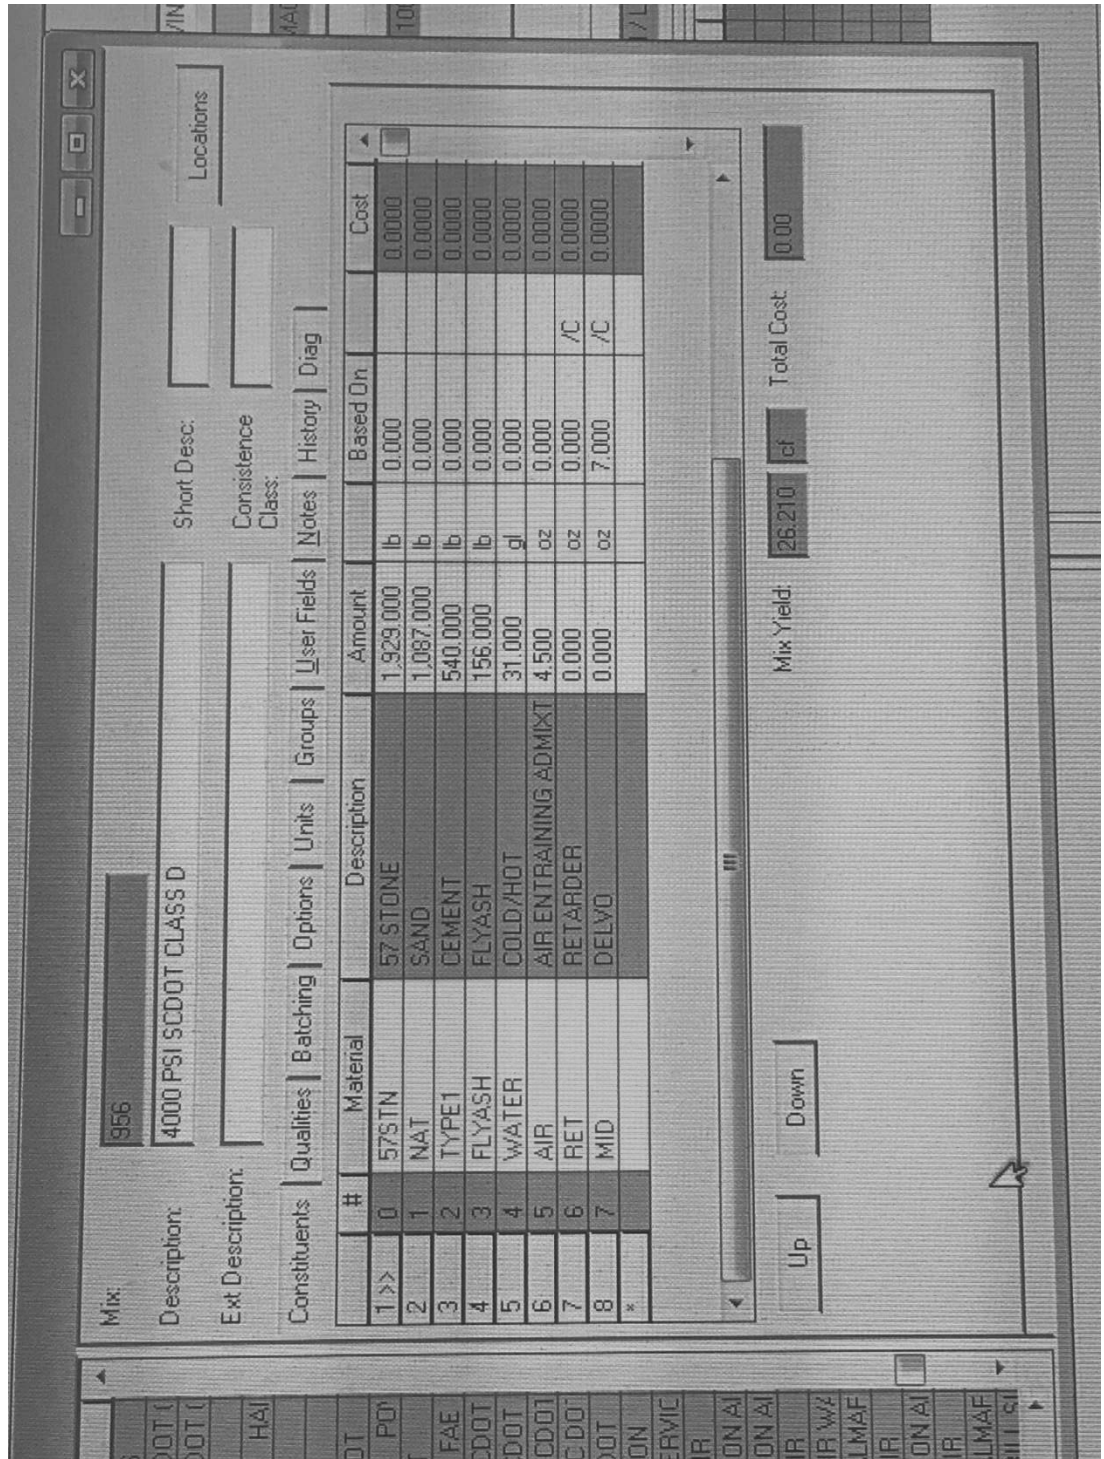 Mix: 956
Description: 4000 PSI SCDOT CLASS D Short Desc: Locations
Ext Description: Consistence Class:
Constituents Qualities Batching Options Units Groups User Fields Notes History Diag
# Material Description Amount Based On Cost
1 >> 0 57STN 57 STONE 1,929.000 lb 0.000 0.0000
2 1 NAT SAND 1,087.000 lb 0.000 0.0000
3 2 TYPE1 CEMENT 540.000 lb 0.000 0.0000
4 3 FLYASH FLYASH 156.000 lb 0.000 0.0000
5 4 WATER COLD/HOT 31.000 gl 0.000 0.0000
6 5 AIR AIR ENTRAINING ADMIXT 4.500 oz 0.000 0.0000
7 6 RET RETARDER 0.000 oz 0.000 /C 0.0000
8 7 MID DELVO 0.000 oz 7.000 /C 0.0000
*
Up Down Mix Yield: 26.210 cf Total Cost: 0.00